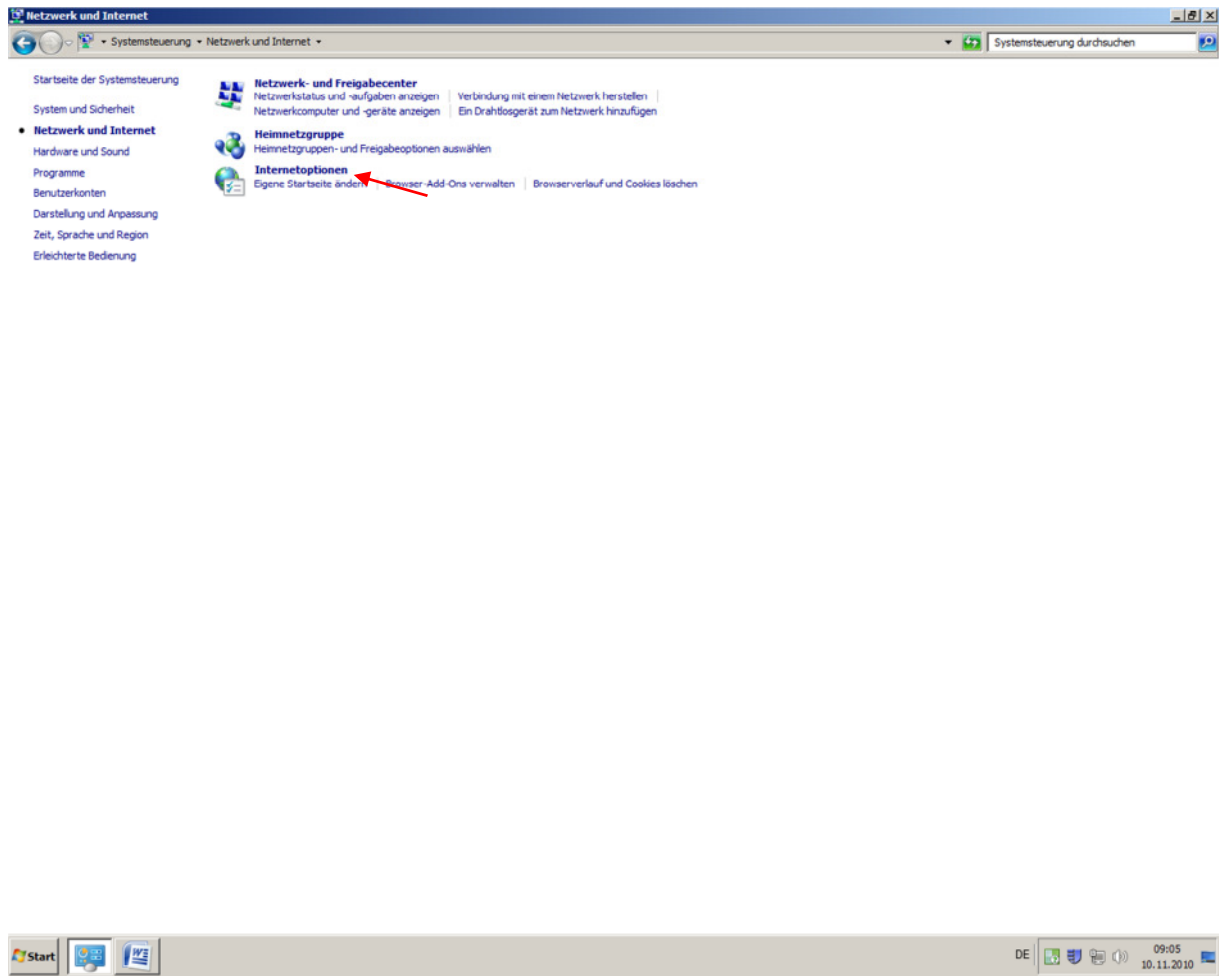 Netzwerk und Internet
Systemsteuerung Netzwerk und Internet
Systemsteuerung durchsuchen
Startseite der Systemsteuerung
System und Sicherheit
Netzwerk und Internet
Hardware und Sound
Programme
Benutzerkonten
Darstellung und Anpassung
Zeit, Sprache und Region
Erleichterte Bedienung
Netzwerk- und Freigabecenter
Netzwerkstatus und -aufgaben anzeigen Verbindung mit einem Netzwerk herstellen
Netzwerkcomputer und -geräte anzeigen Ein Drahtlosgerät zum Netzwerk hinzufügen
Heimnetzgruppe
Heimnetzgruppen- und Freigabeoptionen auswählen
Internetoptionen
Eigene Startseite ändern Browser-Add-Ons verwalten Browserverlauf und Cookies löschen
Start
DE
09:05
10.11.2010